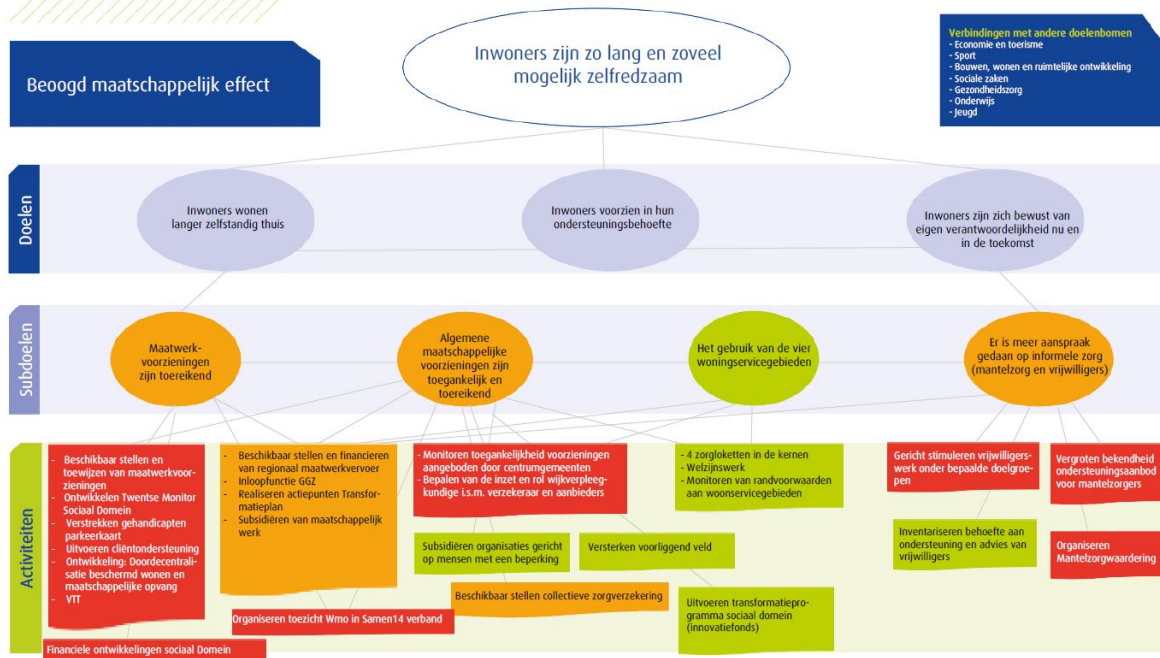 Beoogd maatschappelijk effect
Inwoners zijn zo lang en zoveel
mogelijk zelfredzaam
Verbindingen met andere doelenbomen
- Economie en toerisme
- Sport
- Bouwen, wonen en ruimtelijke ontwikkeling
- Sociale zaken
- Gezondheidszorg
- Onderwijs
- Jeugd
Doelen
Inwoners wonen
langer zelfstandig thuis
Inwoners voorzien in hun
ondersteuningsbehoefte
Inwoners zijn zich bewust van
eigen verantwoordelijkheid nu en
in de toekomst
Subdoelen
Maatwerk-
voorzieningen
zijn toereikend
Algemene
maatschappelijke
voorzieningen zijn
toegankelijk en
toereikend
Het gebruik van de vier
woningservicegebieden
Er is meer aanspraak
gedaan op informele zorg
(mantelzorg en vrijwilligers)
Activiteiten
- Beschikbaar stellen en
toewijzen van maatwerkvoor-
zieningen
- Ontwikkelen Twentse Monitor
Sociaal Domein
- Verstrekken gehandicapten
parkeerkaart
- Uitvoeren cliëntondersteuning
- Ontwikkeling: Doordecentrali-
satie beschermd wonen en
maatschappelijke opvang
- VTT
Financiele ontwikkelingen sociaal Domein
- Beschikbaar stellen en financieren
van regionaal maatwerkvervoer
- Inloopfunctie GGZ
- Realiseren actiepunten Transfor-
matieplan
- Subsidiëren van maatschappelijk
werk
Organiseren toezicht Wmo in Samen14 verband
- Monitoren toegankelijkheid voorzieningen
aangeboden door centrumgemeenten
- Bepalen van de inzet en rol wijkverpleeg-
kundige i.s.m. verzekeraar en aanbieders
Subsidiëren organisaties gericht
op mensen met een beperking
Beschikbaar stellen collectieve zorgverzekering
- 4 zorgloketten in de kernen
- Welzijnswerk
- Monitoren van randvoorwaarden
aan woonservicegebieden
Versterken voorliggend veld
Uitvoeren transformatiepro-
gramma sociaal domein
(innovatiefonds)
Gericht stimuleren vrijwilligers-
werk onder bepaalde doelgroe-
pen
Inventariseren behoefte aan
ondersteuning en advies van
vrijwilligers
Vergroten bekendheid
ondersteuningsaanbod
voor mantelzorgers
Organiseren
Mantelzorgwaardering